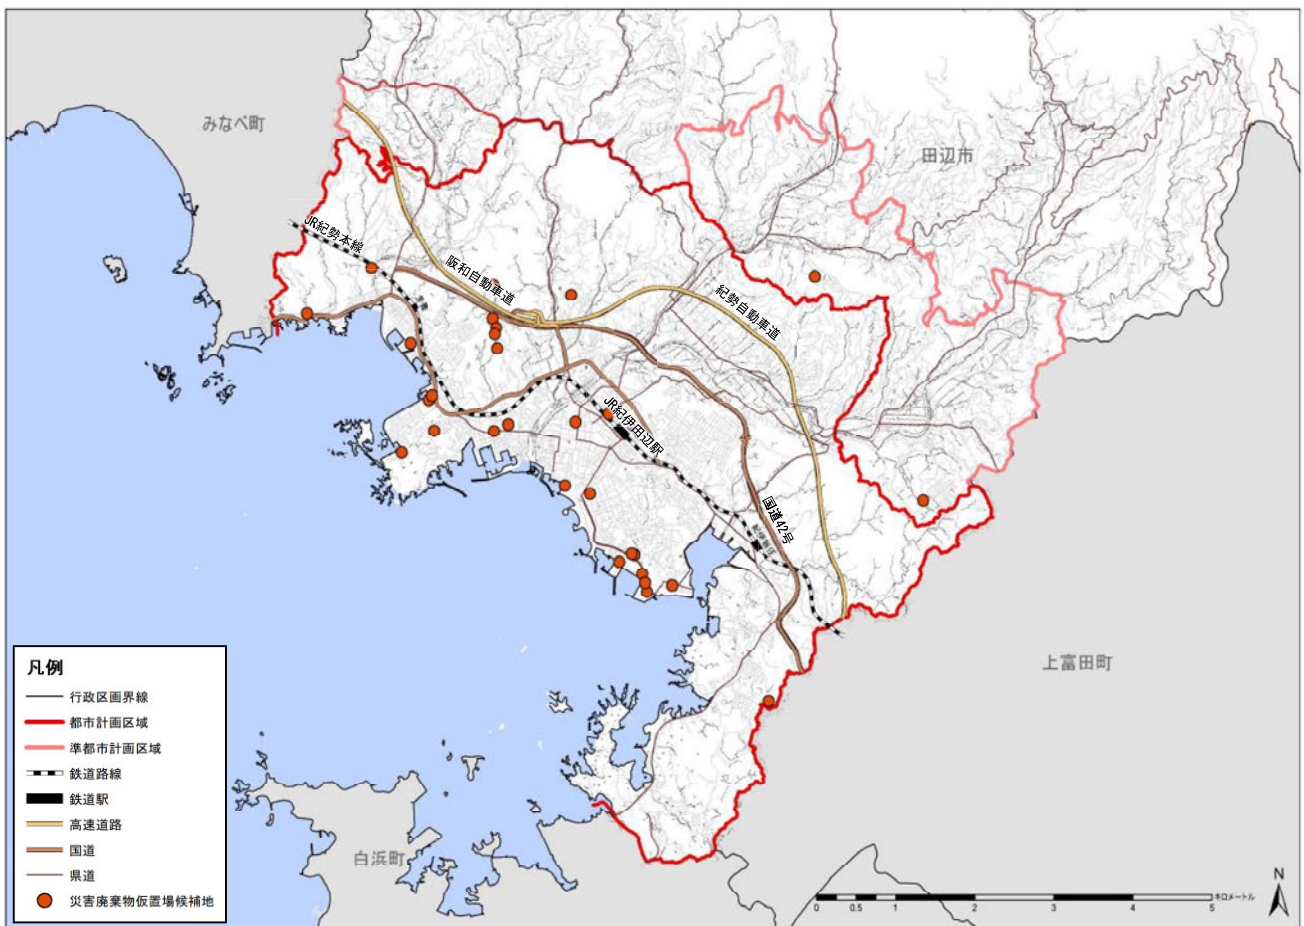 みなべ町
田辺市
JR紀勢本線
阪和自動車道
紀勢自動車道
JR紀伊田辺駅
国道42号
上富田町
白浜町
凡例
行政区画界線
都市計画区域
準都市計画区域
鉄道路線
鉄道駅
高速道路
国道
県道
災害廃棄物仮置場候補地
N
0 0.5 1 2 3 4 5
キロメートル